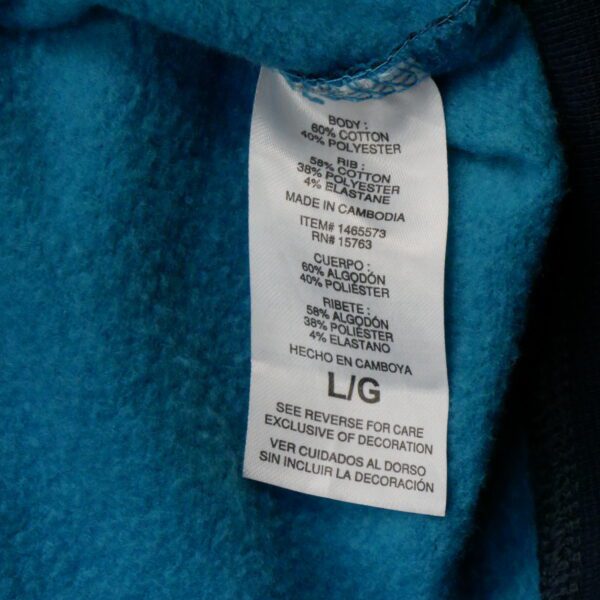 BODY :
60% COTTON
40% POLYESTER
RIB :
58% COTTON
38% POLYESTER
4% ELASTANE
MADE IN CAMBODIA
ITEM# 1465573
RN# 15763
CUERPO :
60% ALGODÓN
40% POLIÉSTER
RIBETE :
58% ALGODÓN
38% POLIÉSTER
4% ELASTANO
HECHO EN CAMBOYA
L/G
SEE REVERSE FOR CARE
EXCLUSIVE OF DECORATION
VER CUIDADOS AL DORSO
SIN INCLUIR LA DECORACIÓN